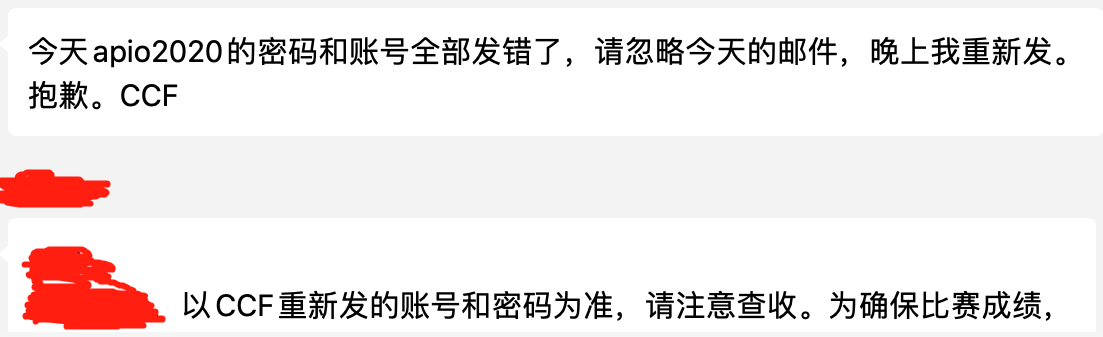 今天apio2020的密码和账号全部发错了，请忽略今天的邮件，晚上我重新发。
抱歉。CCF
以CCF重新发的账号和密码为准，请注意查收。为确保比赛成绩，